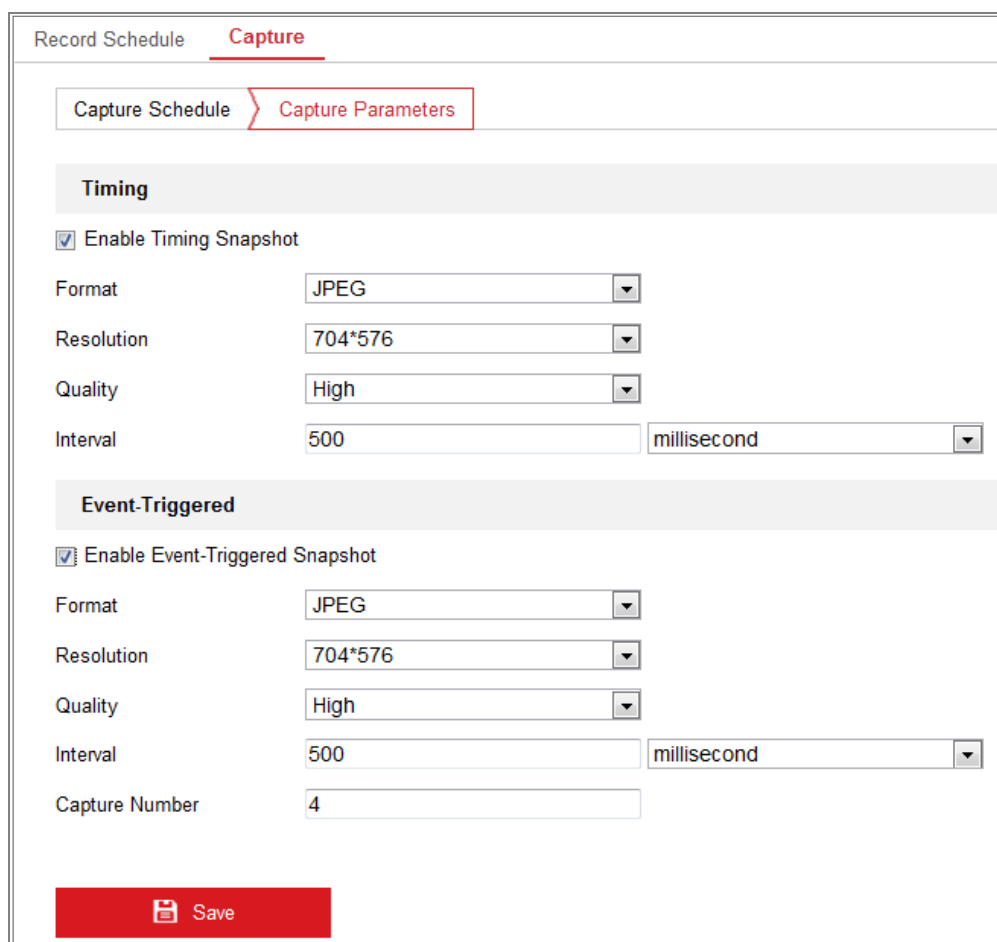 Record Schedule Capture
Capture Schedule Capture Parameters
Timing
Enable Timing Snapshot
Format JPEG
Resolution 704*576
Quality High
Interval 500 millisecond
Event-Triggered
Enable Event-Triggered Snapshot
Format JPEG
Resolution 704*576
Quality High
Interval 500 millisecond
Capture Number 4
Save